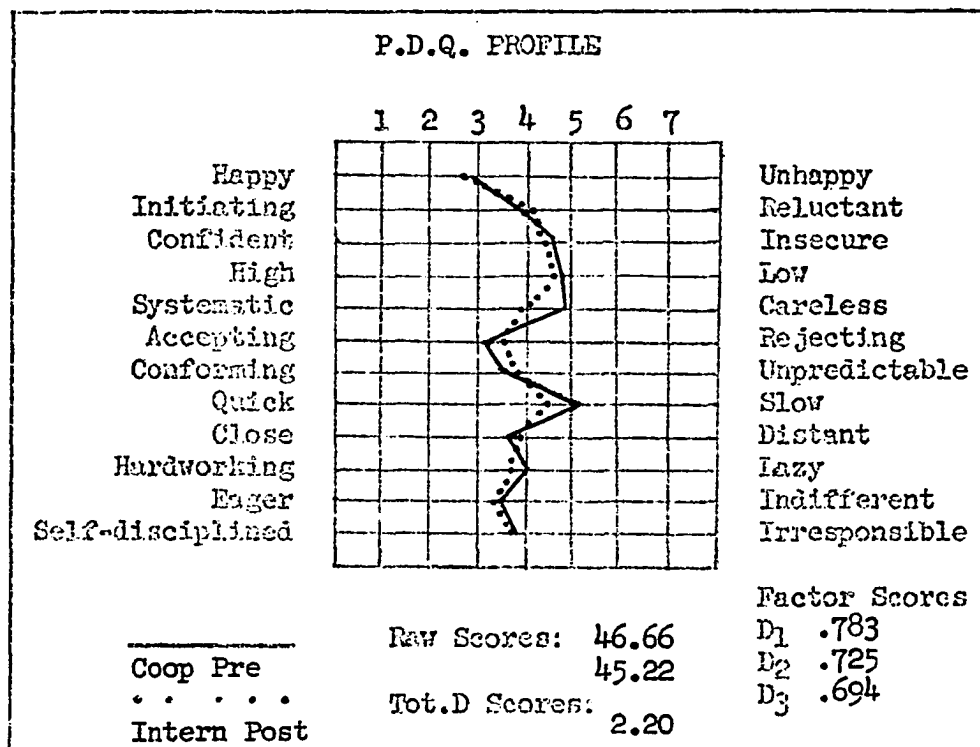 P.D.Q. PROFILE
1 2 3 4 5 6 7
Happy Unhappy
Initiating Reluctant
Confident Insecure
High Low
Systematic Careless
Accepting Rejecting
Conforming Unpredictable
Quick Slow
Close Distant
Hardworking Lazy
Eager Indifferent
Self-disciplined Irresponsible
Factor Scores
Raw Scores: 46.66 D1 .783
Coop Pre 45.22 D2 .725
Tot.D Scores: D3 .694
Intern Post 2.20